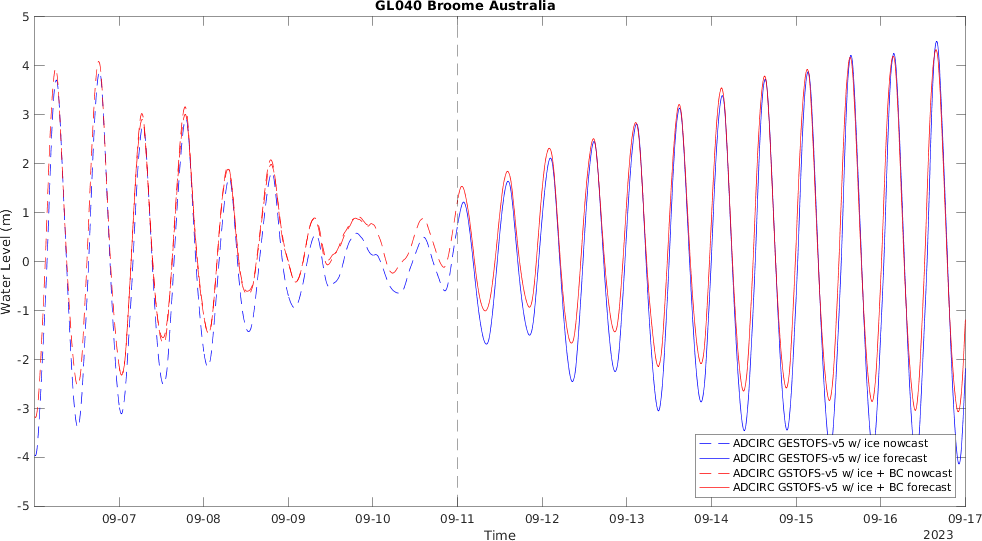 GL040 Broome Australia
5
4
3
2
1
0
-1
-2
-3
-4
-5
Water Level (m)
ADCIRC GESTOFS-v5 w/ ice nowcast
ADCIRC GESTOFS-v5 w/ ice forecast
ADCIRC GSTOFS-v5 w/ ice + BC nowcast
ADCIRC GSTOFS-v5 w/ ice + BC forecast
09-07 09-08 09-09 09-10 09-11 09-12 09-13 09-14 09-15 09-16 09-17
Time
2023